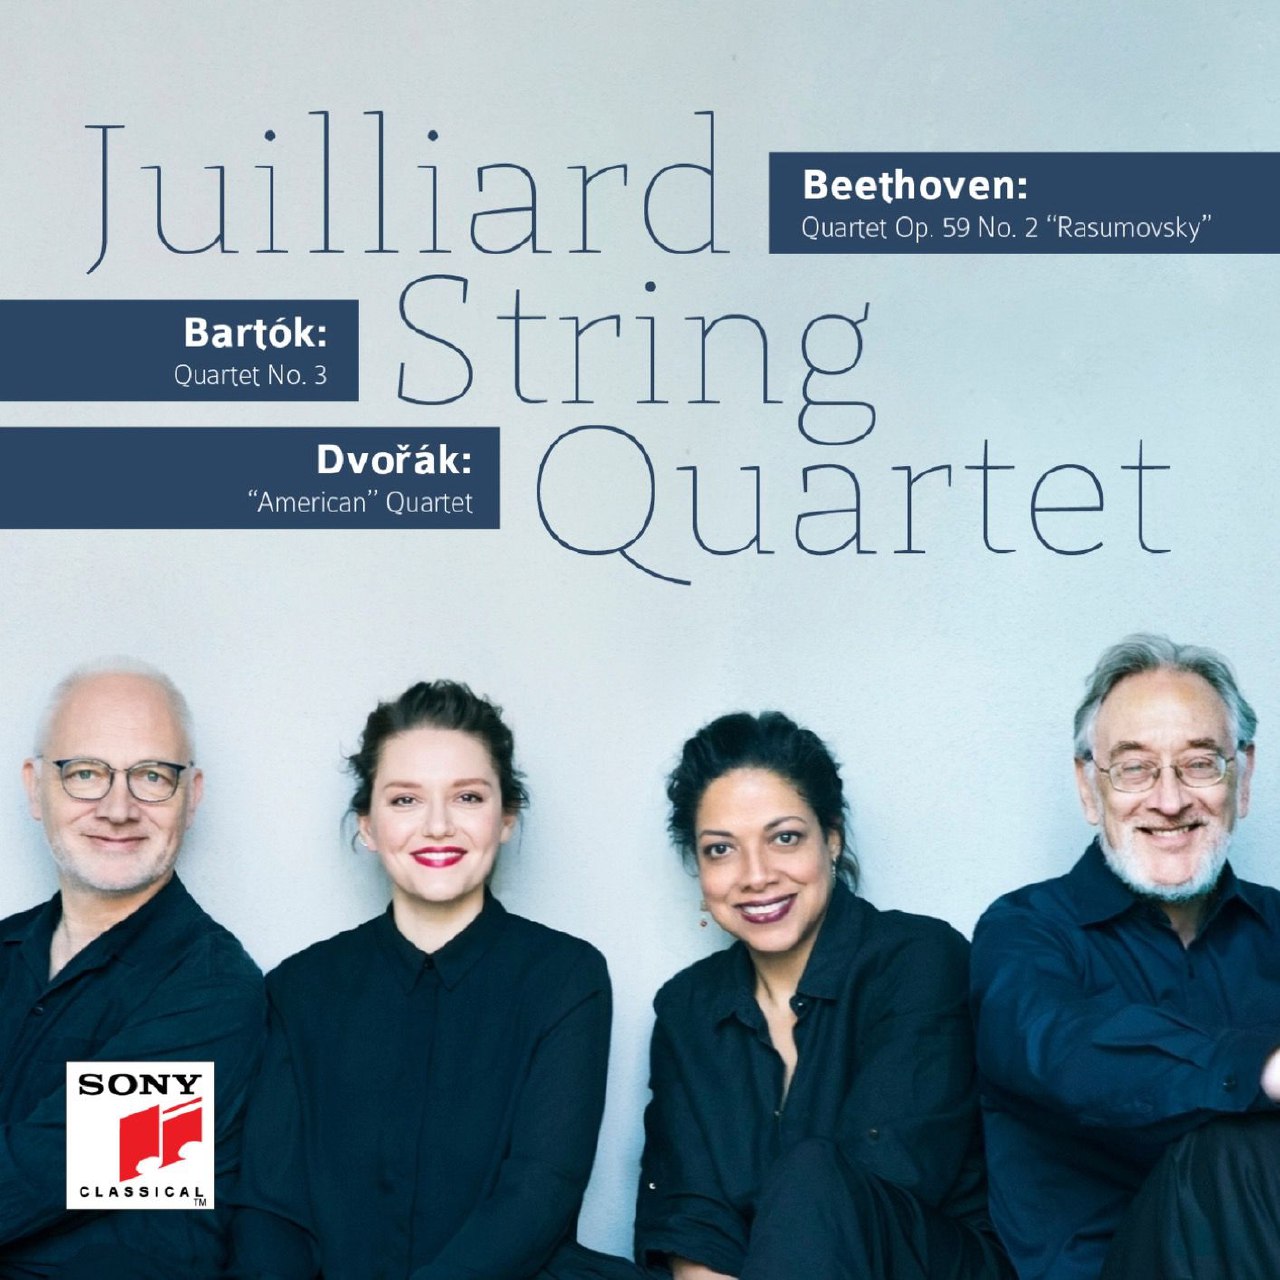 Juilliard
Beethoven:
Quartet Op. 59 No. 2 “Rasumovsky”
String
Bartók:
Quartet No. 3
Quartet
Dvořák:
“American” Quartet
SONY
CLASSICAL
TM